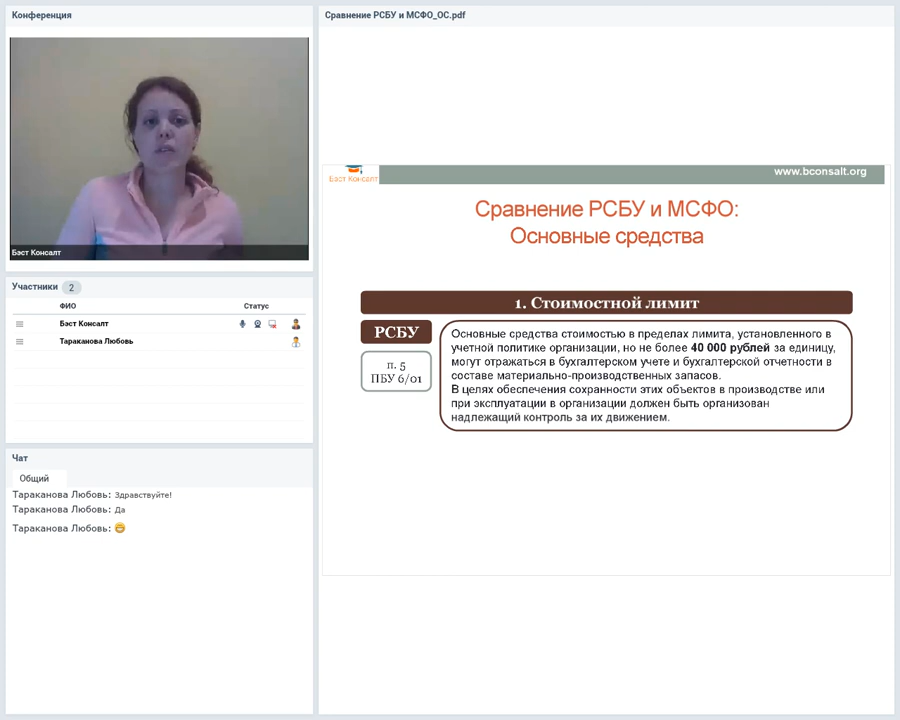 Конференция
Бэст Консалт
Участники 2
ФИО Статус
Бэст Консалт
Тараканова Любовь
Чат
Общий
Тараканова Любовь: Здравствуйте!
Тараканова Любовь: Да
Тараканова Любовь:
Сравнение РСБУ и МСФО_ОС.pdf
Бэст Консалт
www.bconsalt.org
Сравнение РСБУ и МСФО:
Основные средства
1. Стоимостной лимит
РСБУ
п. 5
ПБУ 6/01
Основные средства стоимостью в пределах лимита, установленного в
учетной политике организации, но не более 40 000 рублей за единицу,
могут отражаться в бухгалтерском учете и бухгалтерской отчетности в
составе материально-производственных запасов.
В целях обеспечения сохранности этих объектов в производстве или
при эксплуатации в организации должен быть организован
надлежащий контроль за их движением.